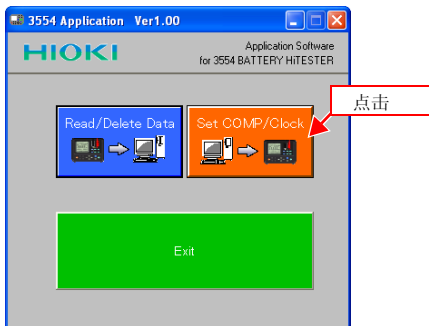 3554 Application Ver1.00
HIOKI
Application Software
for 3554 BATTERY HiTESTER
点击
Read/Delete Data
Set COMP/Clock
Exit